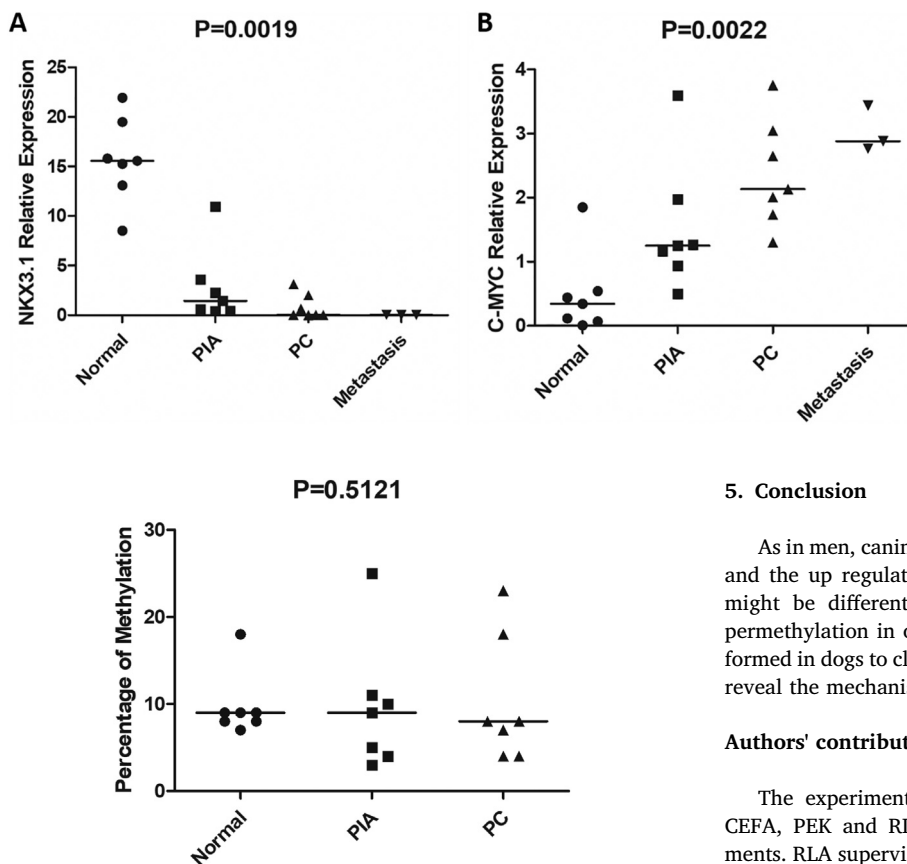 A
P=0.0019
NKX3.1 Relative Expression
25
20
15
10
5
0
Normal
PIA
PC
Metastasis
B
P=0.0022
C-MYC Relative Expression
4
3
2
1
0
Normal
PIA
PC
Metastasis
P=0.5121
Percentage of Methylation
30
20
10
0
Normal
PIA
PC
5. Conclusion
As in men, canin
and the up regulat
might be different
permethylation in
formed in dogs to cl
reveal the mechanis
Authors' contribut
The experiment
CEFA, PEK and RL
ments. RLA supervi